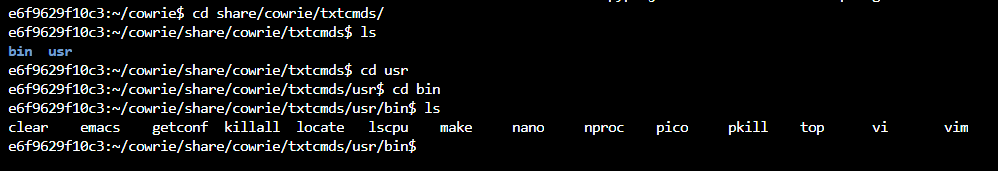 e6f9629f10c3:~/cowrie$ cd share/cowrie/txtcmds/
e6f9629f10c3:~/cowrie/share/cowrie/txtcmds$ ls
bin  usr
e6f9629f10c3:~/cowrie/share/cowrie/txtcmds$ cd usr
e6f9629f10c3:~/cowrie/share/cowrie/txtcmds/usr$ cd bin
e6f9629f10c3:~/cowrie/share/cowrie/txtcmds/usr/bin$ ls
clear    emacs    getconf  killall  locate   lscpu    make     nano     nproc    pico     pkill    top      vi       vim
e6f9629f10c3:~/cowrie/share/cowrie/txtcmds/usr/bin$